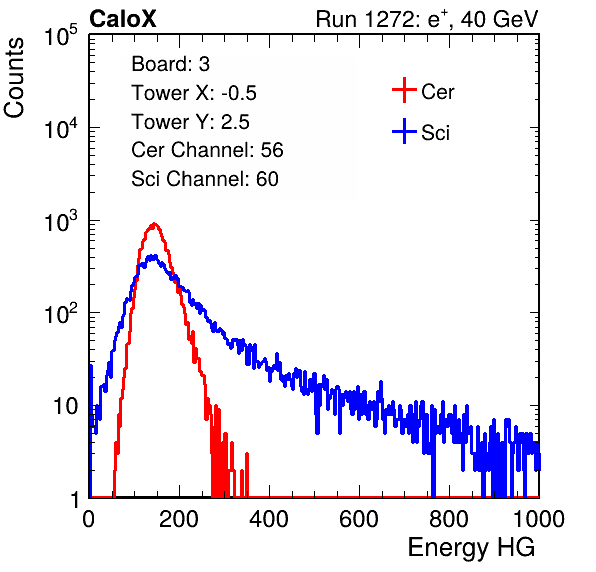 CaloX Run 1272: e⁺, 40 GeV
Counts
Board: 3
Tower X: -0.5
Tower Y: 2.5
Cer Channel: 56
Sci Channel: 60
Cer
Sci
10⁵
10⁴
10³
10²
10
1
0 200 400 600 800 1000
Energy HG